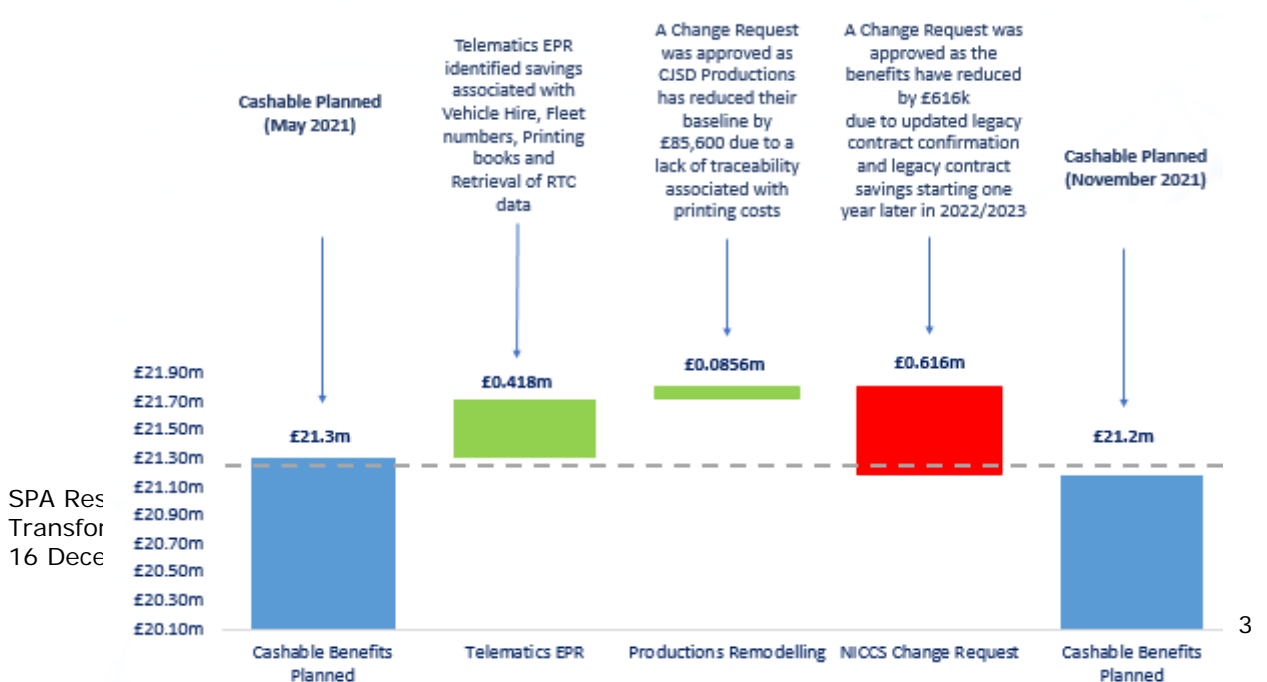 Cashable Planned
(May 2021)
Telematics EPR
identified savings
associated with
Vehicle Hire, Fleet
numbers, Printing
books and
Retrieval of RTC
data
A Change Request
was approved as
CJSD Productions
has reduced their
baseline by
£85,600 due to a
lack of traceability
associated with
printing costs
A Change Request was
approved as the
benefits have reduced
by £616k
due to updated legacy
contract confirmation
and legacy contract
savings starting one
year later in 2022/2023
Cashable Planned
(November 2021)
£21.3m
£0.418m
£0.0856m
£0.616m
£21.2m
£21.90m
£21.70m
£21.50m
£21.30m
£21.10m
£20.90m
£20.70m
£20.50m
£20.30m
£20.10m
SPA Res
Transfor
16 Dece
Cashable Benefits
Planned
Telematics EPR
Productions Remodelling
NICCS Change Request
Cashable Benefits
Planned
3